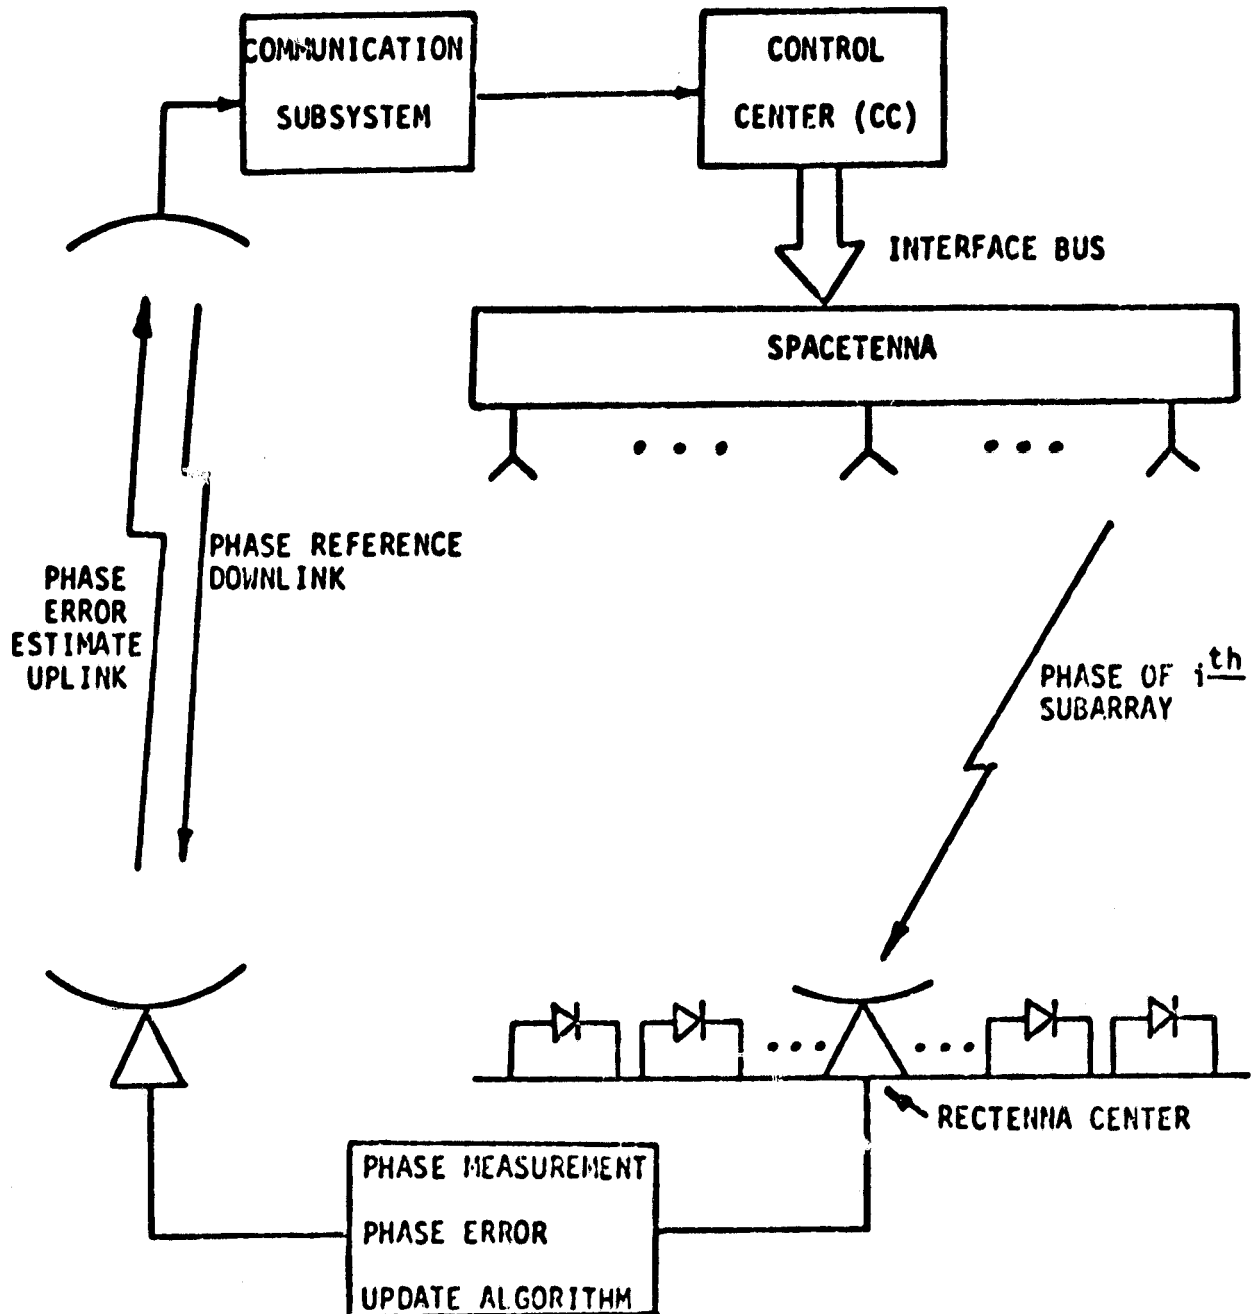 COMMUNICATION
SUBSYSTEM
CONTROL
CENTER (CC)
INTERFACE BUS
SPACETENNA
PHASE REFERENCE
DOWNLINK
PHASE
ERROR
ESTIMATE
UPLINK
PHASE OF ith
SUBARRAY
RECTENNA CENTER
PHASE MEASUREMENT
PHASE ERROR
UPDATE ALGORITHM